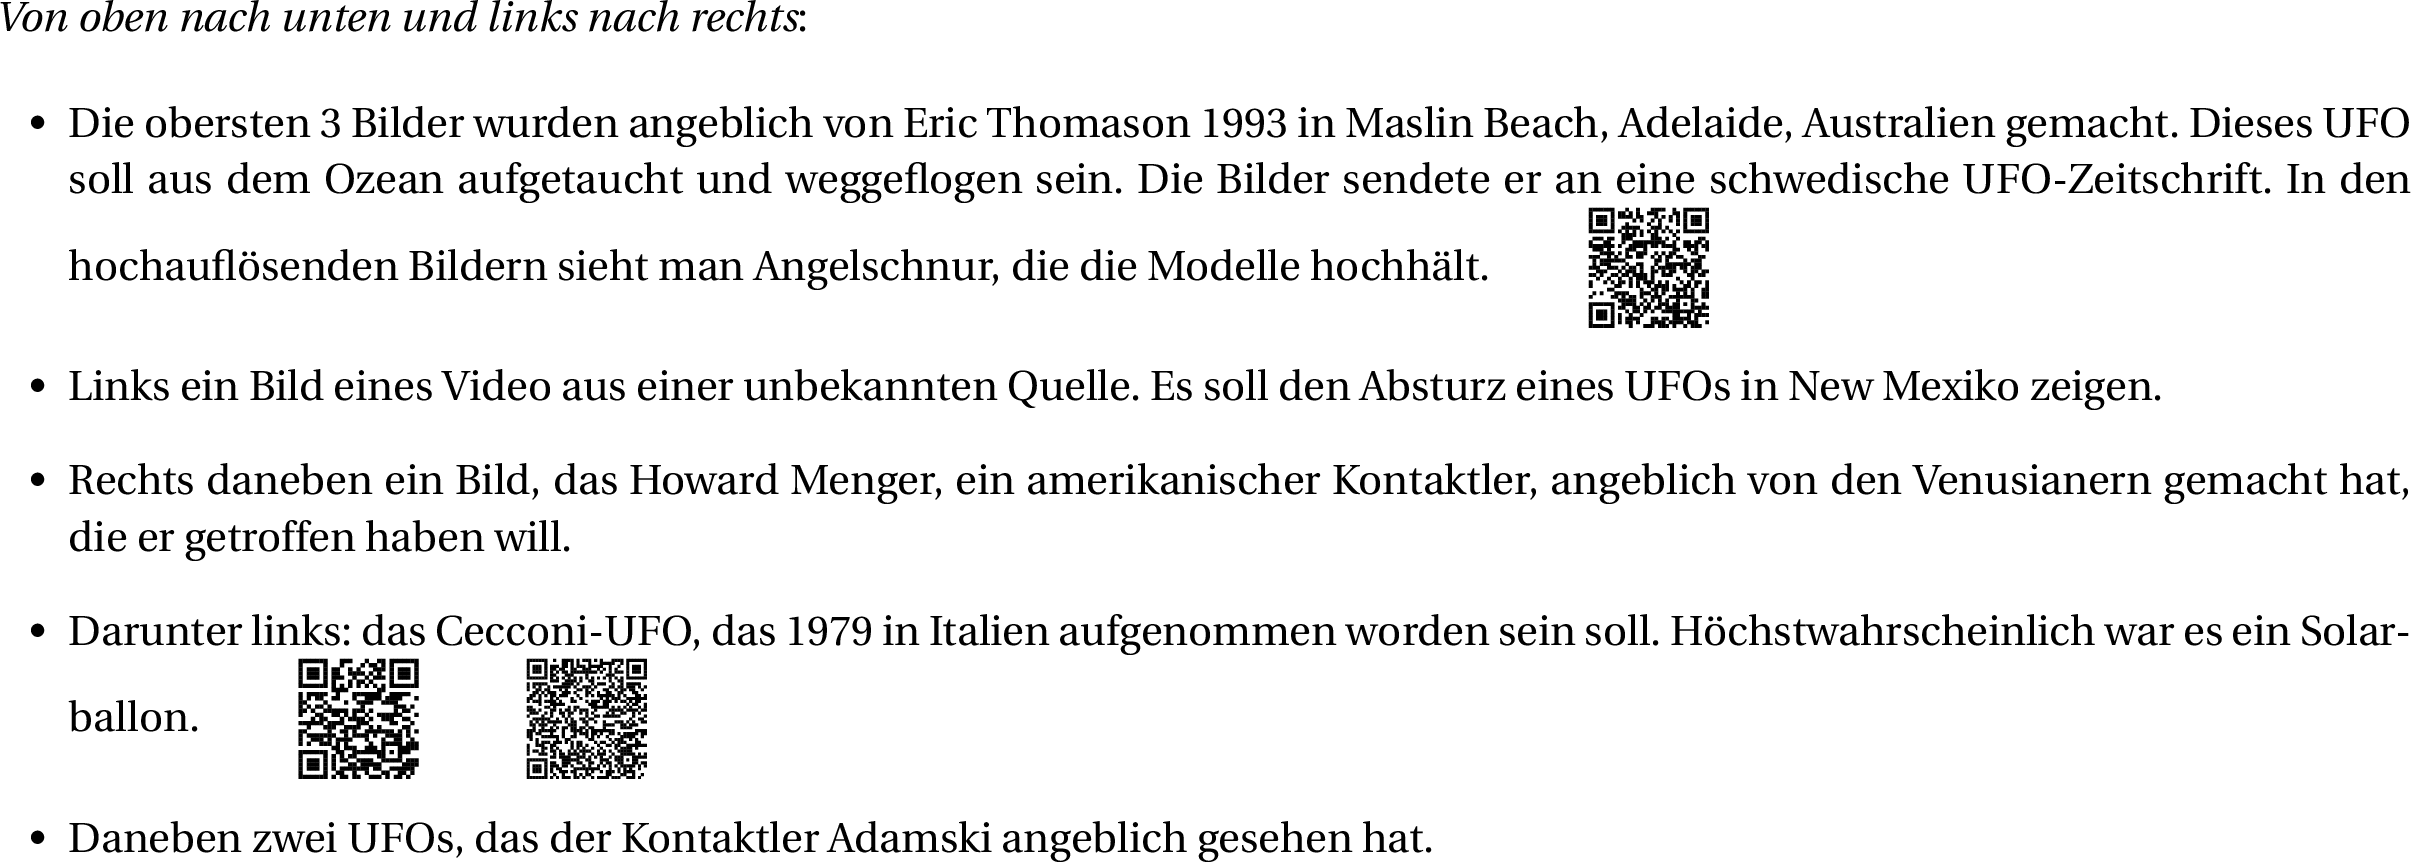 Von oben nach unten und links nach rechts:
• Die obersten 3 Bilder wurden angeblich von Eric Thomason 1993 in Maslin Beach, Adelaide, Australien gemacht. Dieses UFO
soll aus dem Ozean aufgetaucht und weggeflogen sein. Die Bilder sendete er an eine schwedische UFO-Zeitschrift. In den
hochauflösenden Bildern sieht man Angelschnur, die die Modelle hochhält.
• Links ein Bild eines Video aus einer unbekannten Quelle. Es soll den Absturz eines UFOs in New Mexiko zeigen.
• Rechts daneben ein Bild, das Howard Menger, ein amerikanischer Kontaktler, angeblich von den Venusianern gemacht hat,
die er getroffen haben will.
• Darunter links: das Cecconi-UFO, das 1979 in Italien aufgenommen worden sein soll. Höchstwahrscheinlich war es ein Solar-
ballon.
• Daneben zwei UFOs, das der Kontaktler Adamski angeblich gesehen hat.